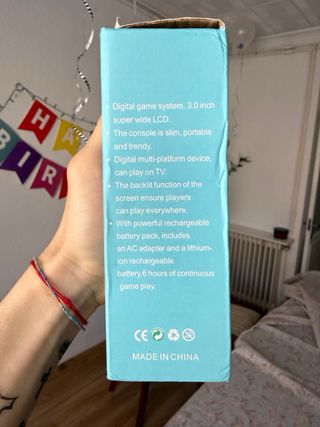 HA
BIR
• Digital game system, 3.0 inch
super wide LCD.
• The console is slim, portable
and trendy.
• Digital multi-platform device,
can play on TV.
• The backlit function of the
screen ensure players
can play everywhere.
• With powerful rechargeable
battery pack, includes
an AC adapter and a lithium-
ion rechargeable
battery,6 hours of continuous
game play.
CE
MADE IN CHINA